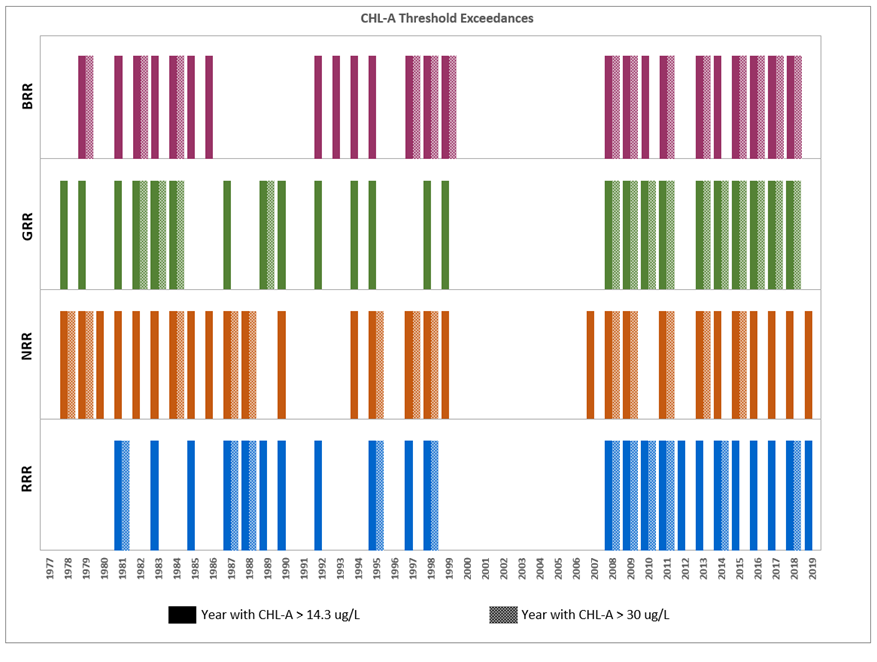 CHL-A Threshold Exceedances
BRR
GRR
NRR
RRR
1977 1978 1979 1980 1981 1982 1983 1984 1985 1986 1987 1988 1989 1990 1991 1992 1993 1994 1995 1996 1997 1998 1999 2000 2001 2002 2003 2004 2005 2006 2007 2008 2009 2010 2011 2012 2013 2014 2015 2016 2017 2018 2019
Year with CHL-A > 14.3 ug/L Year with CHL-A > 30 ug/L